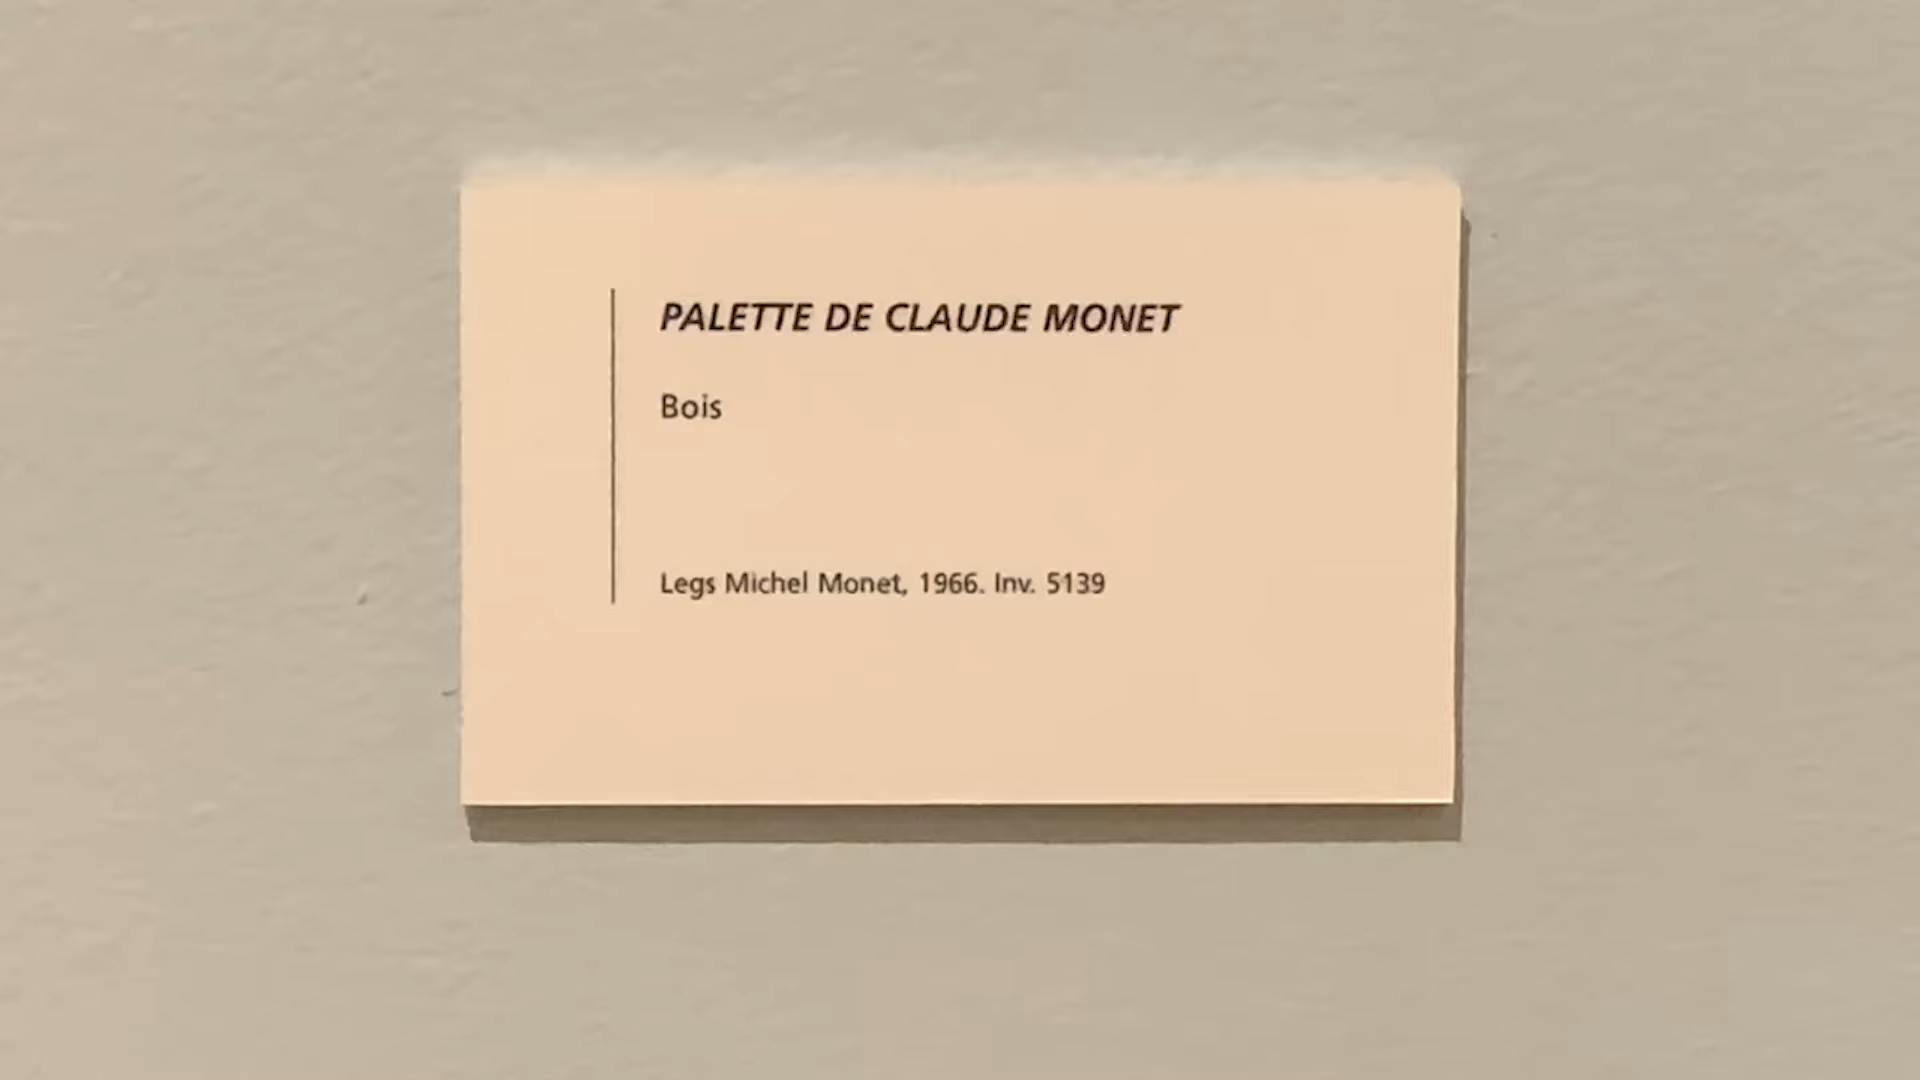 PALETTE DE CLAUDE MONET
Bois
Legs Michel Monet, 1966. Inv. 5139